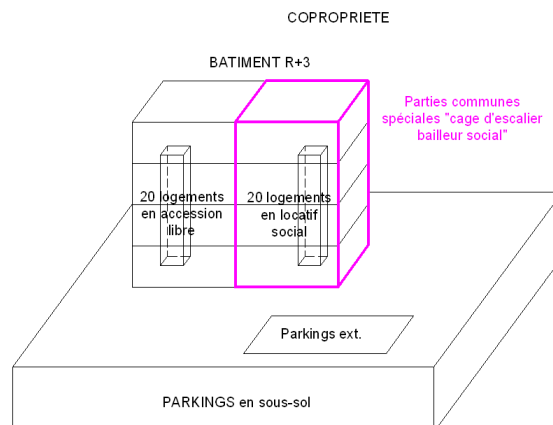 COPROPRIETE
BATIMENT R+3
Parties communes
spéciales "cage d'escalier
bailleur social"
20 logements
en accession
libre
20 logements
en locatif
social
Parkings ext.
PARKINGS en sous-sol